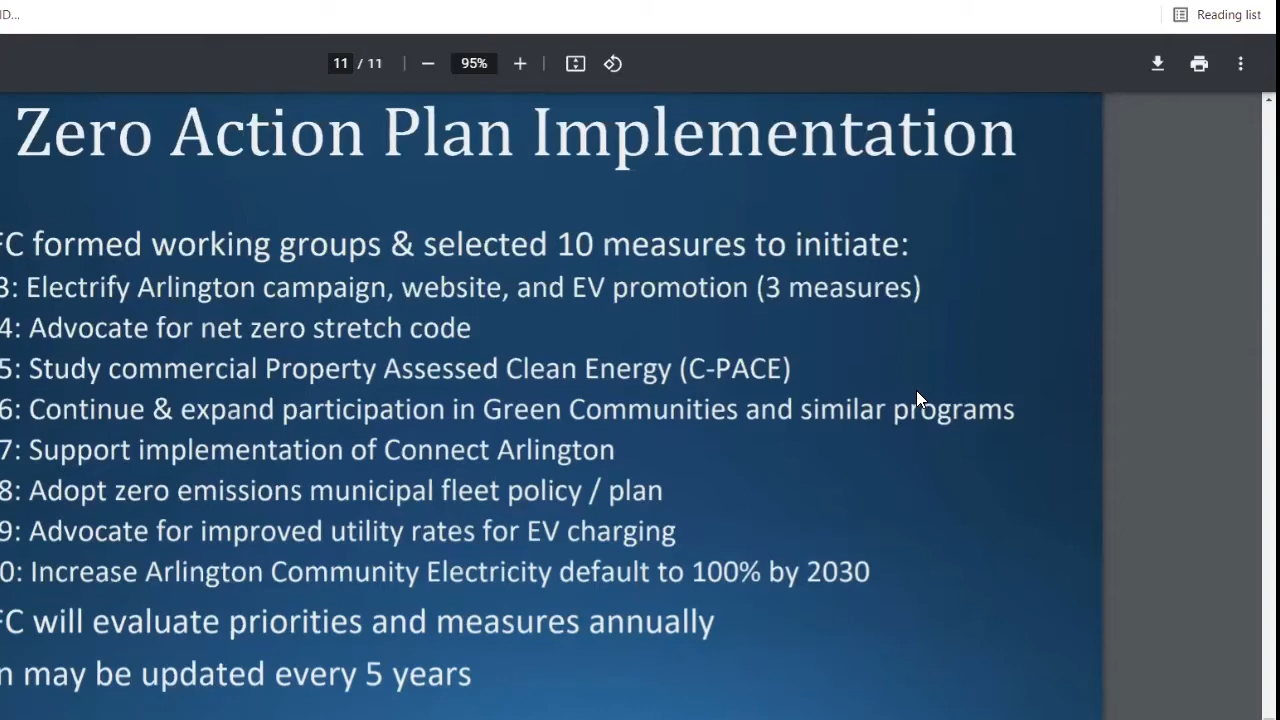 ID...
Reading list
11 / 11
95%
Zero Action Plan Implementation
FC formed working groups & selected 10 measures to initiate:
3: Electrify Arlington campaign, website, and EV promotion (3 measures)
4: Advocate for net zero stretch code
5: Study commercial Property Assessed Clean Energy (C-PACE)
6: Continue & expand participation in Green Communities and similar programs
7: Support implementation of Connect Arlington
8: Adopt zero emissions municipal fleet policy / plan
9: Advocate for improved utility rates for EV charging
0: Increase Arlington Community Electricity default to 100% by 2030
FC will evaluate priorities and measures annually
n may be updated every 5 years